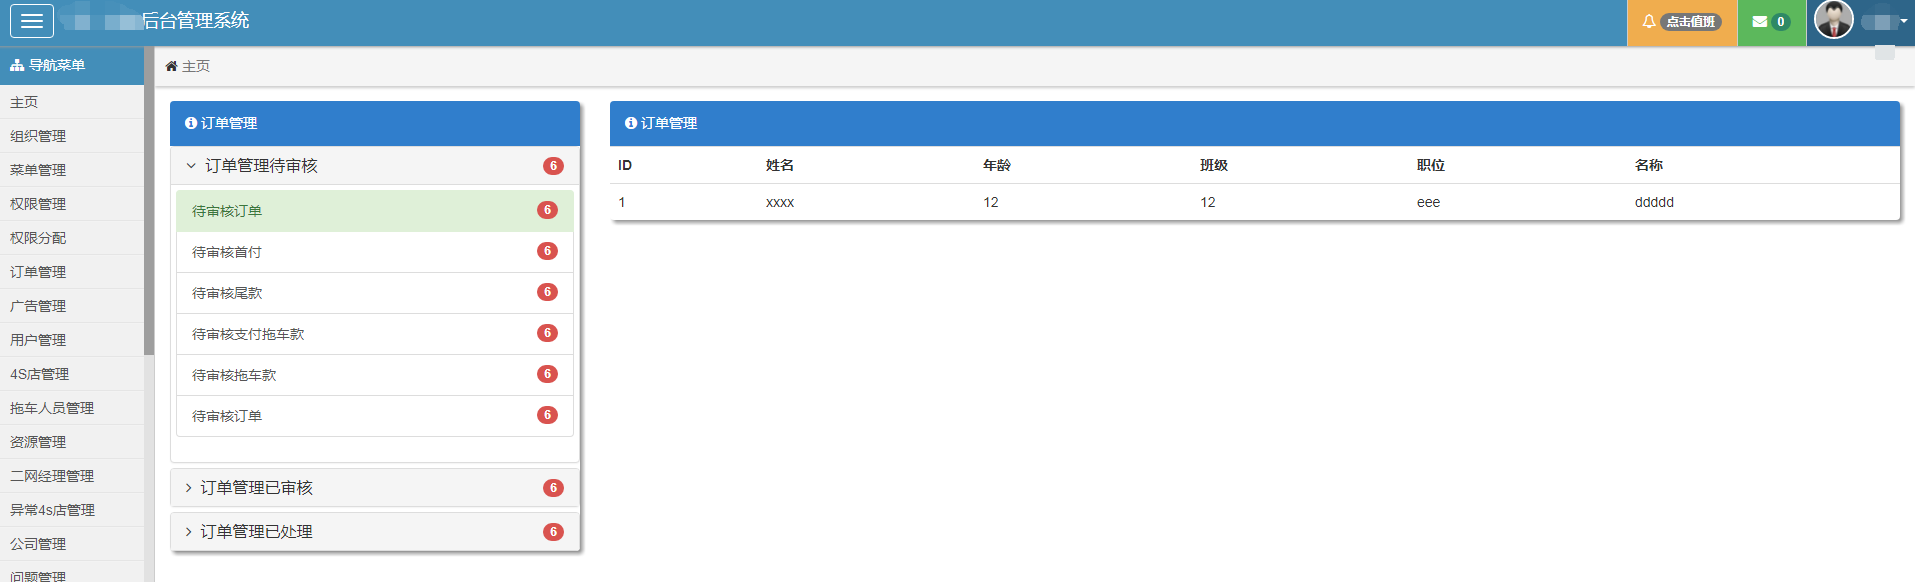 后台管理系统
点击值班
0
导航菜单
主页
组织管理
菜单管理
权限管理
权限分配
订单管理
广告管理
用户管理
4S店管理
拖车人员管理
资源管理
二网经理管理
异常4s店管理
公司管理
问题管理
主页
订单管理
订单管理待审核 6
待审核订单 6
待审核首付 6
待审核尾款 6
待审核支付拖车款 6
待审核拖车款 6
待审核订单 6
订单管理已审核 6
订单管理已处理 6
订单管理
ID 姓名 年龄 班级 职位 名称
1 xxxx 12 12 eee ddddd